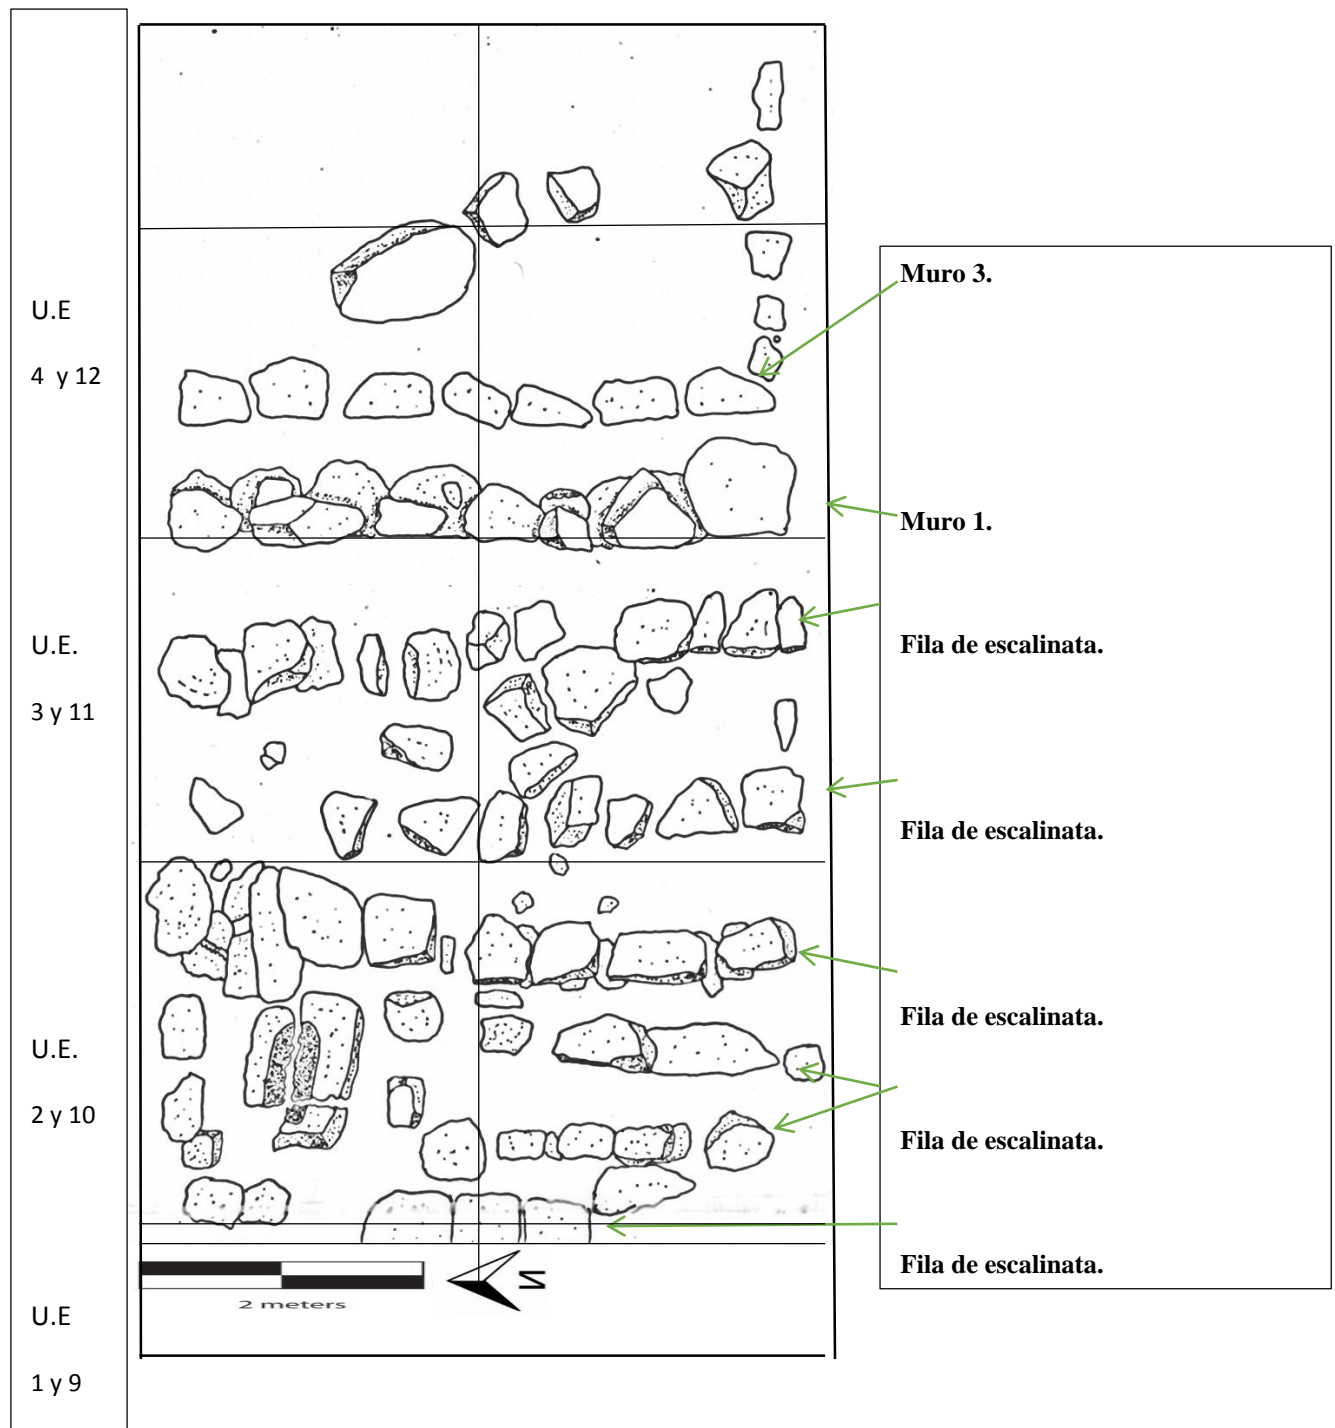 U.E
4 y 12
U.E.
3 y 11
U.E.
2 y 10
U.E
1 y 9
2 meters
N
Muro 3.
Muro 1.
Fila de escalinata.
Fila de escalinata.
Fila de escalinata.
Fila de escalinata.
Fila de escalinata.